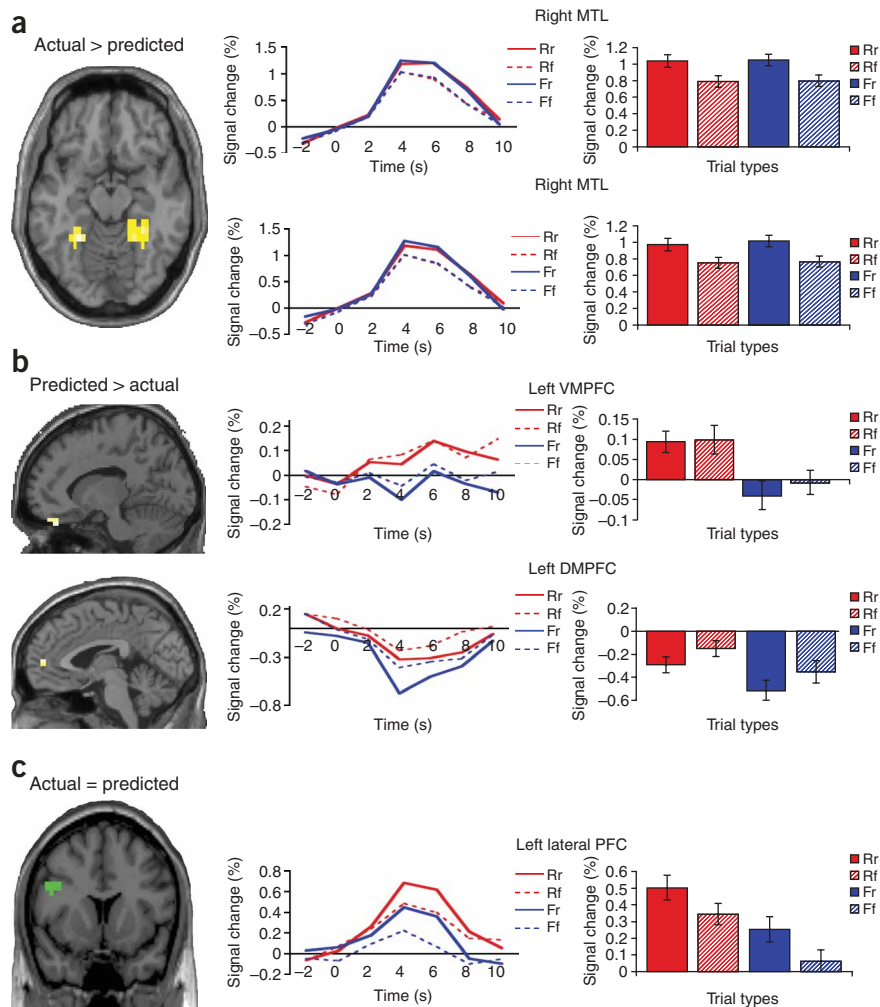 a
Actual > predicted
Right MTL
Signal change (%)
1.5
1
0.5
0
–0.5
–2 0 2 4 6 8 10
Time (s)
Rr
Rf
Fr
Ff
Signal change (%)
1.2
1
0.8
0.6
0.4
0.2
0
Trial types
Rr
Rf
Fr
Ff
Right MTL
Signal change (%)
1.5
1
0.5
0
–0.5
–2 0 2 4 6 8 10
Time (s)
Rr
Rf
Fr
Ff
Signal change (%)
1.2
1
0.8
0.6
0.4
0.2
0
Trial types
Rr
Rf
Fr
Ff
b
Predicted > actual
Left VMPFC
Signal change (%)
0.2
0.1
0
–0.1
–0.2
–2 0 2 4 6 8 10
Time (s)
Rr
Rf
Fr
Ff
Signal change (%)
0.15
0.1
0.05
0
–0.05
–0.1
Trial types
Rr
Rf
Fr
Ff
Left DMPFC
Signal change (%)
0.2
–0.3
–0.8
–2 0 2 4 6 8 10
Time (s)
Rr
Rf
Fr
Ff
Signal change (%)
0.2
0
–0.2
–0.4
–0.6
Trial types
Rr
Rf
Fr
Ff
c
Actual = predicted
Left lateral PFC
Signal change (%)
0.8
0.6
0.4
0.2
0
–0.2
–2 0 2 4 6 8 10
Time (s)
Rr
Rf
Fr
Ff
Signal change (%)
0.6
0.5
0.4
0.3
0.2
0.1
0
Trial types
Rr
Rf
Fr
Ff